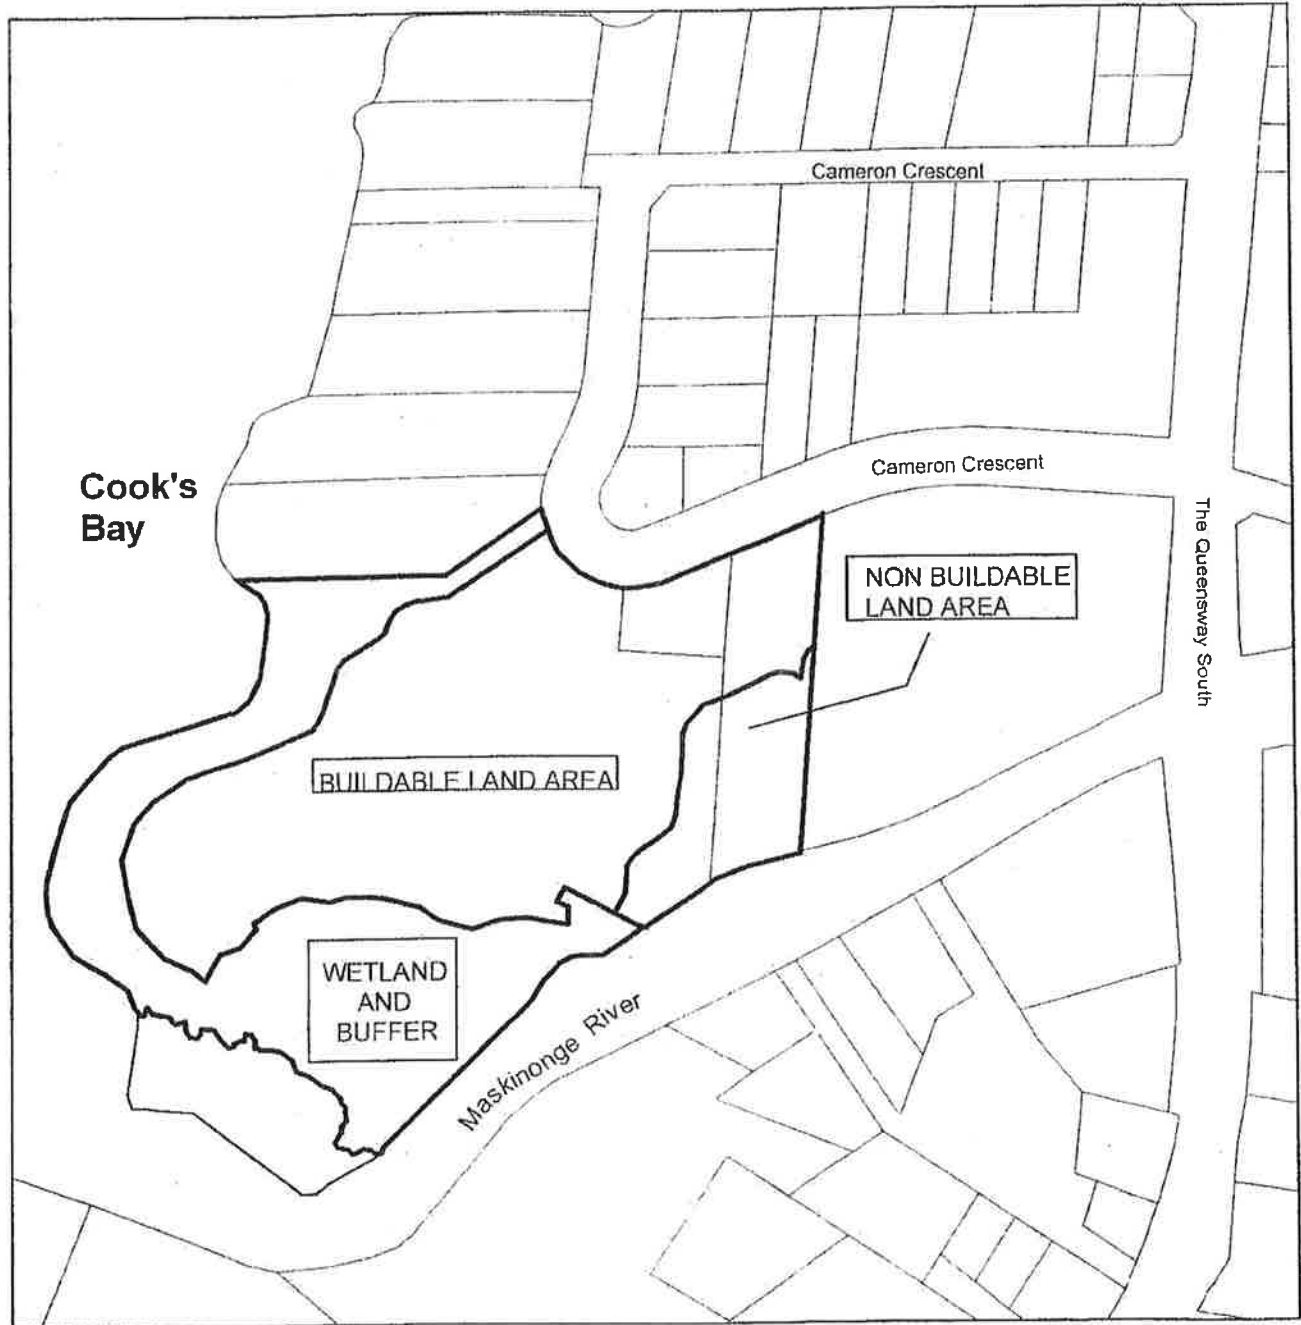 Cameron Crescent
Cameron Crescent
Cook's
Bay
The Queensway South
NON BUILDABLE
LAND AREA
BUILDABLE LAND AREA
WETLAND
AND
BUFFER
Maskinonge River